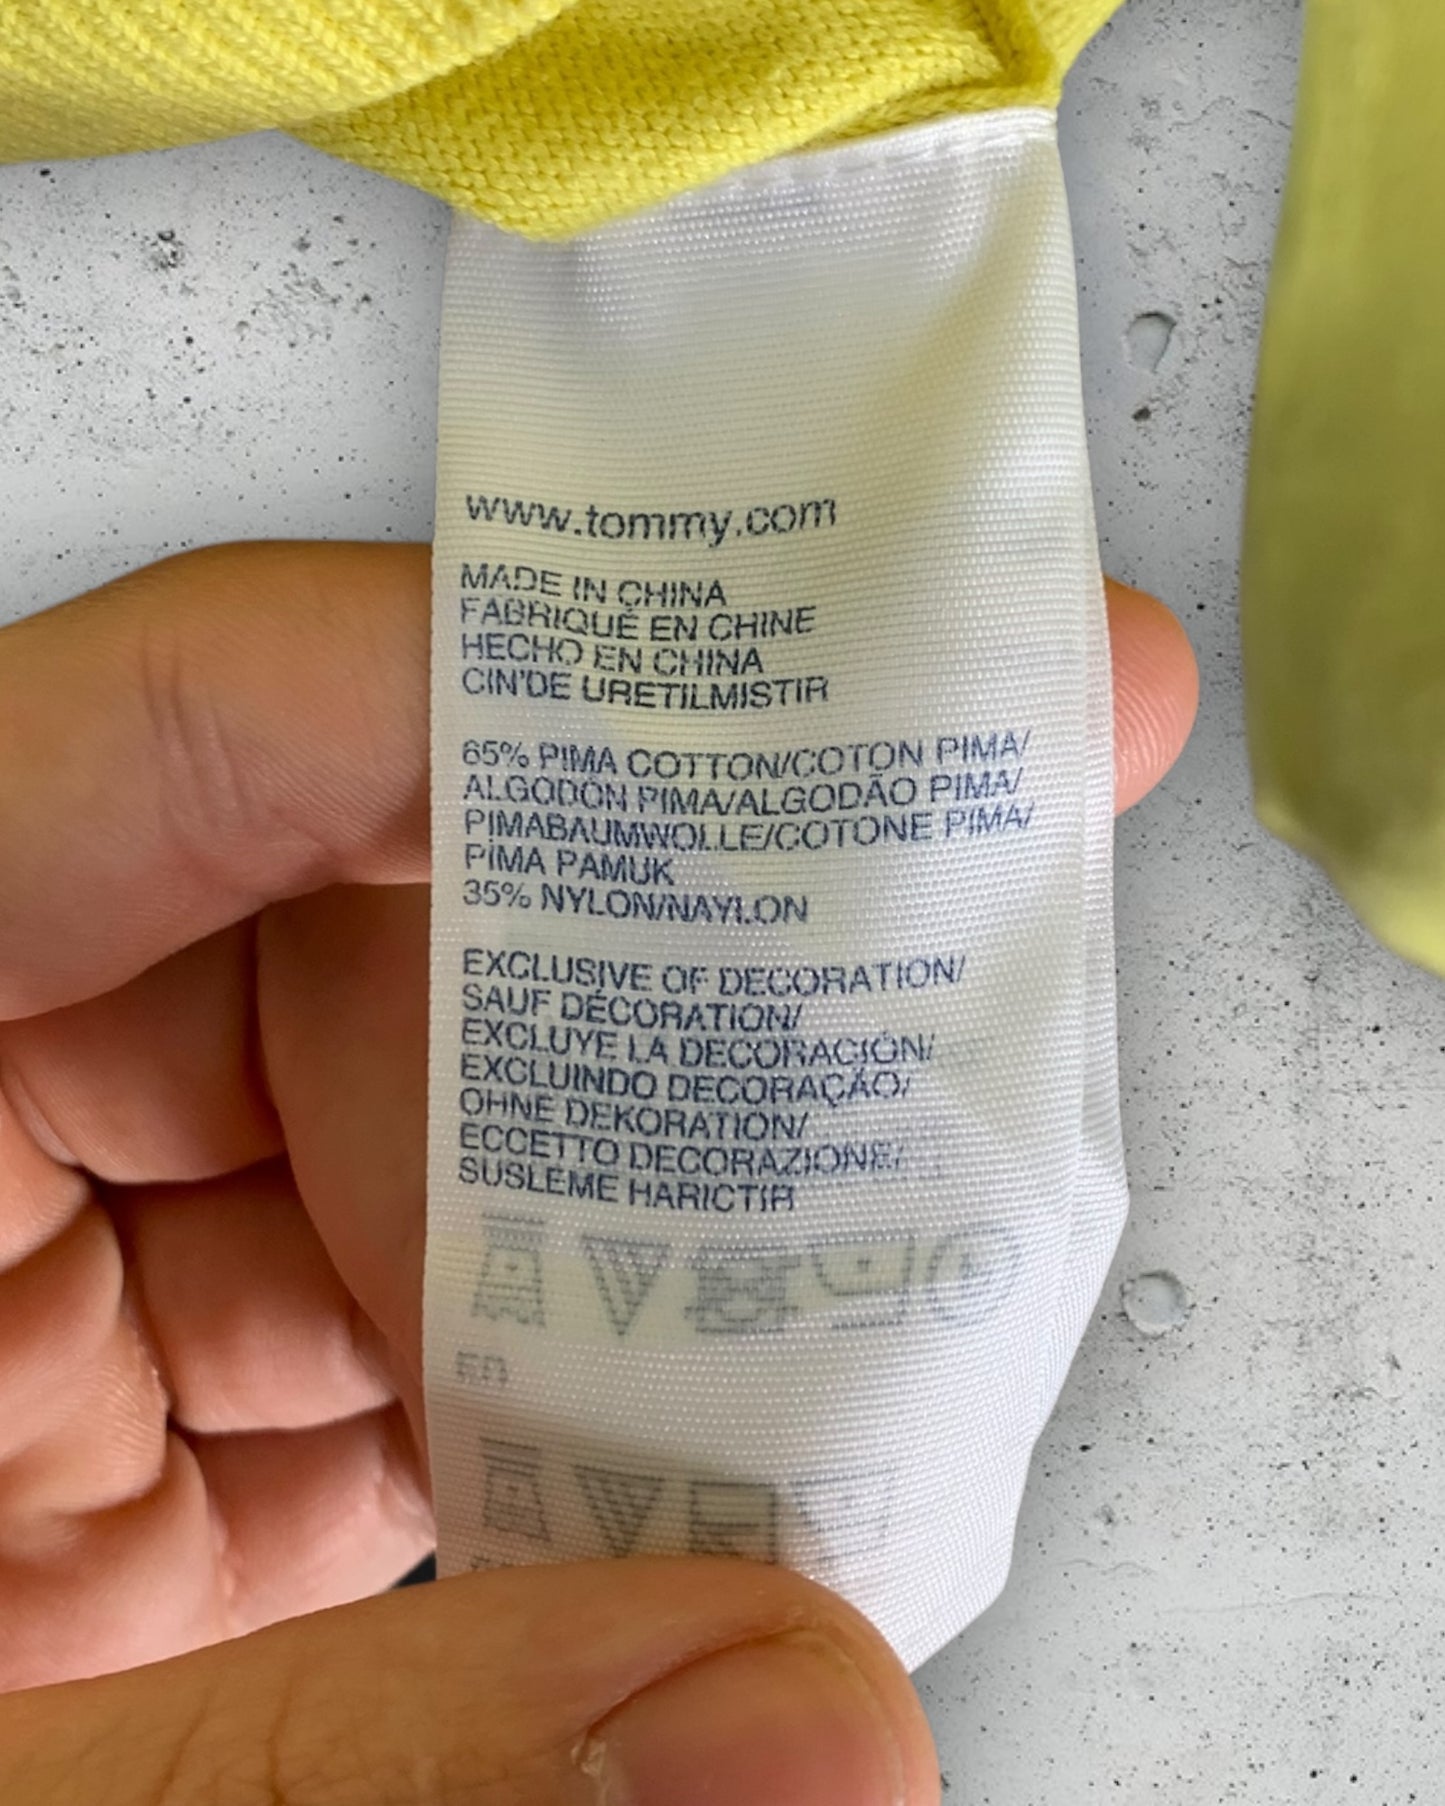 www.tommy.com
MADE IN CHINA
FABRIQUÉ EN CHINE
HECHO EN CHINA
CIN'DE URETILMISTIR
65% PIMA COTTON/COTON PIMA/
ALGODÓN PIMA/ALGODÃO PIMA/
PIMABAUMWOLLE/COTONE PIMA/
PIMA PAMUK
35% NYLON/NAYLON
EXCLUSIVE OF DECORATION/
SAUF DÉCORATION/
EXCLUYE LA DECORACIÓN/
EXCLUINDO DECORAÇÃO/
OHNE DEKORATION/
ECCETTO DECORAZIONE/
SUSLEME HARICTIR